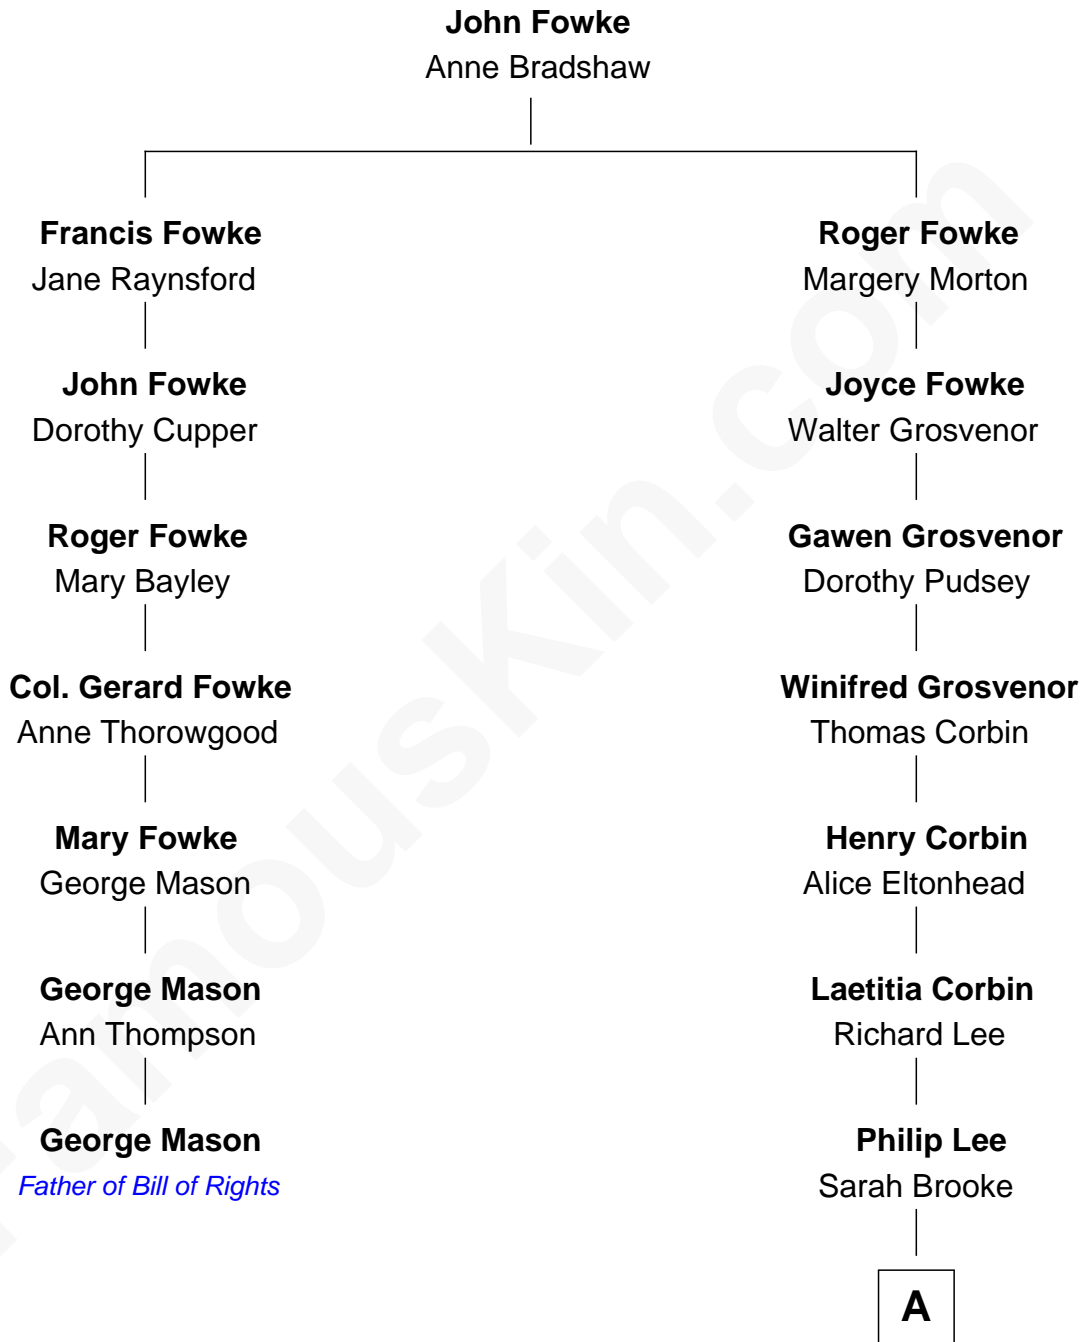 John Fowke
Anne Bradshaw
Francis Fowke
Jane Raynsford
Roger Fowke
Margery Morton
John Fowke
Dorothy Cupper
Joyce Fowke
Walter Grosvenor
Roger Fowke
Mary Bayley
Gawen Grosvenor
Dorothy Pudsey
Col. Gerard Fowke
Anne Thorowgood
Winifred Grosvenor
Thomas Corbin
Mary Fowke
George Mason
Henry Corbin
Alice Eltonhead
George Mason
Ann Thompson
Laetitia Corbin
Richard Lee
George Mason
Father of Bill of Rights
Philip Lee
Sarah Brooke
A
FamousKin.com